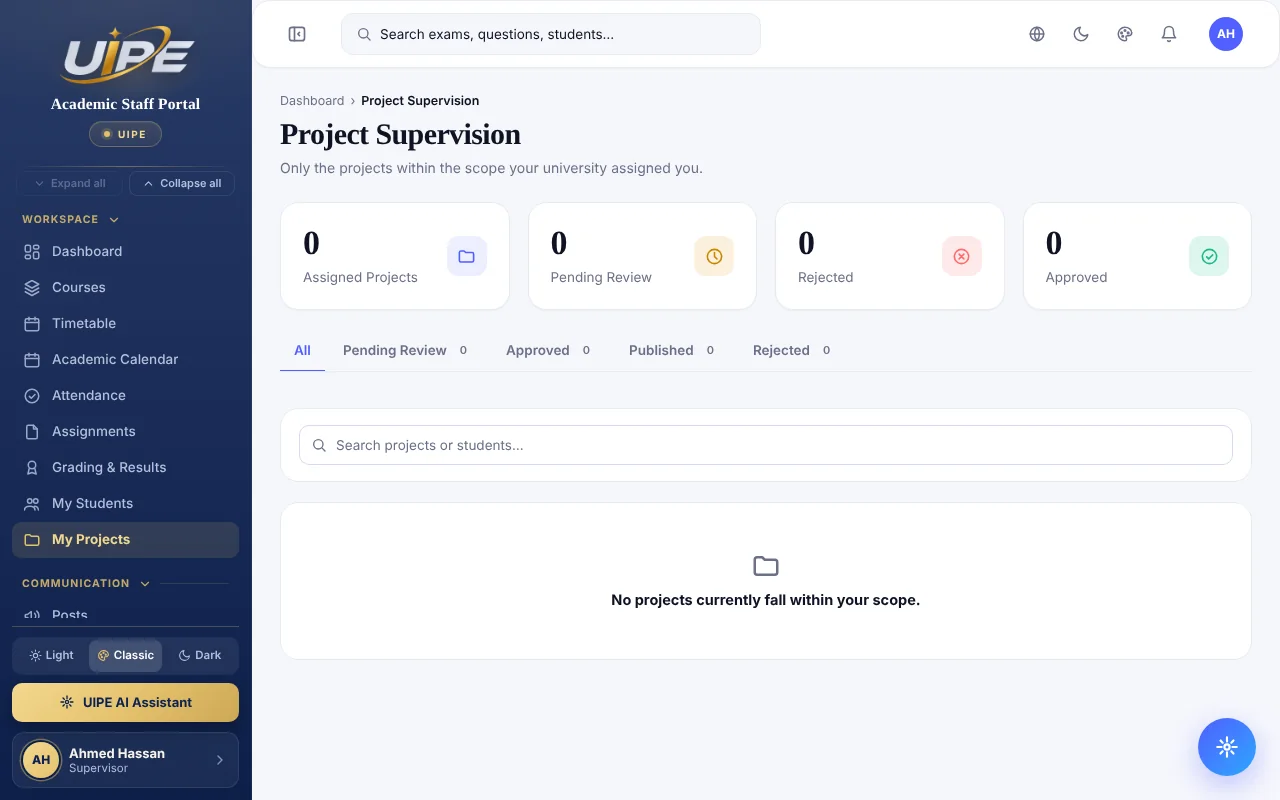 UIPE
Academic Staff Portal
UIPE
Expand all
Collapse all
WORKSPACE
Dashboard
Courses
Timetable
Academic Calendar
Attendance
Assignments
Grading & Results
My Students
My Projects
COMMUNICATION
Posts
Light
Classic
Dark
UIPE AI Assistant
AH
Ahmed Hassan
Supervisor
Search exams, questions, students...
AH
Dashboard › Project Supervision
Project Supervision
Only the projects within the scope your university assigned you.
0
Assigned Projects
0
Pending Review
0
Rejected
0
Approved
All
Pending Review 0
Approved 0
Published 0
Rejected 0
Search projects or students...
No projects currently fall within your scope.